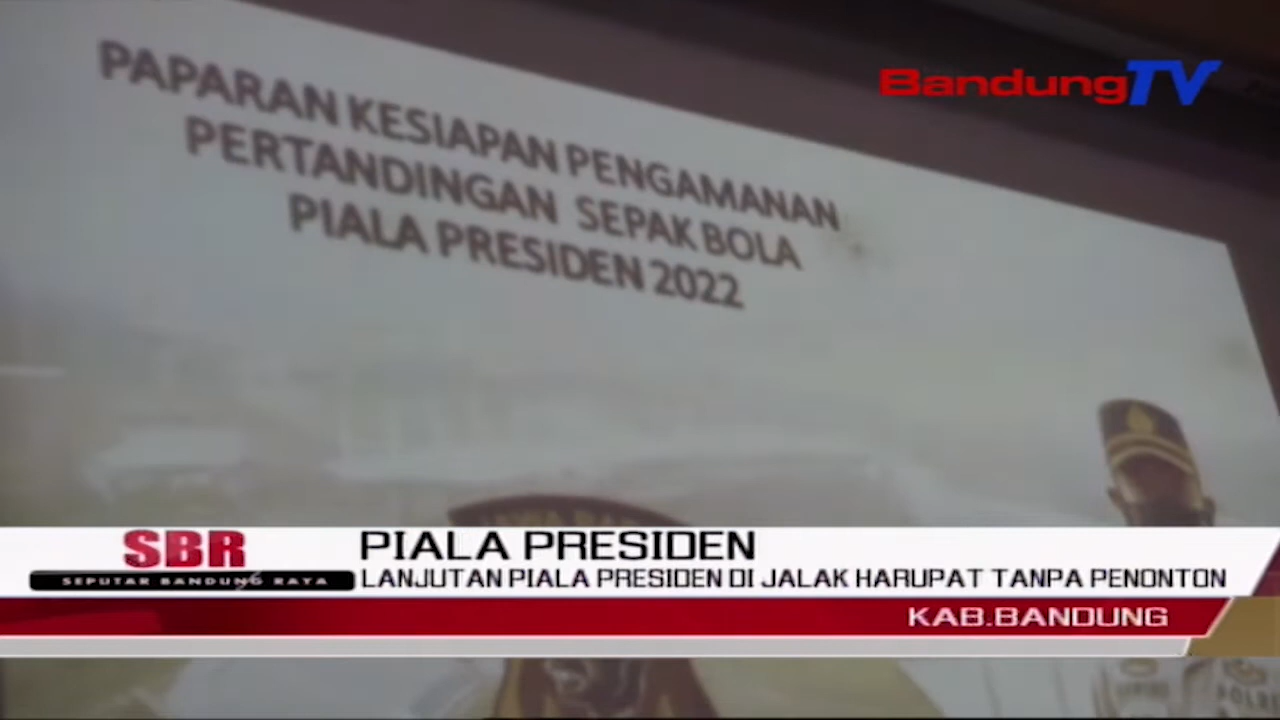 BandungTV
PAPARAN KESIAPAN PENGAMANAN
PERTANDINGAN SEPAK BOLA
PIALA PRESIDEN 2022
SBR
SEPUTAR BANDUNG RAYA
PIALA PRESIDEN
LANJUTAN PIALA PRESIDEN DI JALAK HARUPAT TANPA PENONTON
KAB.BANDUNG